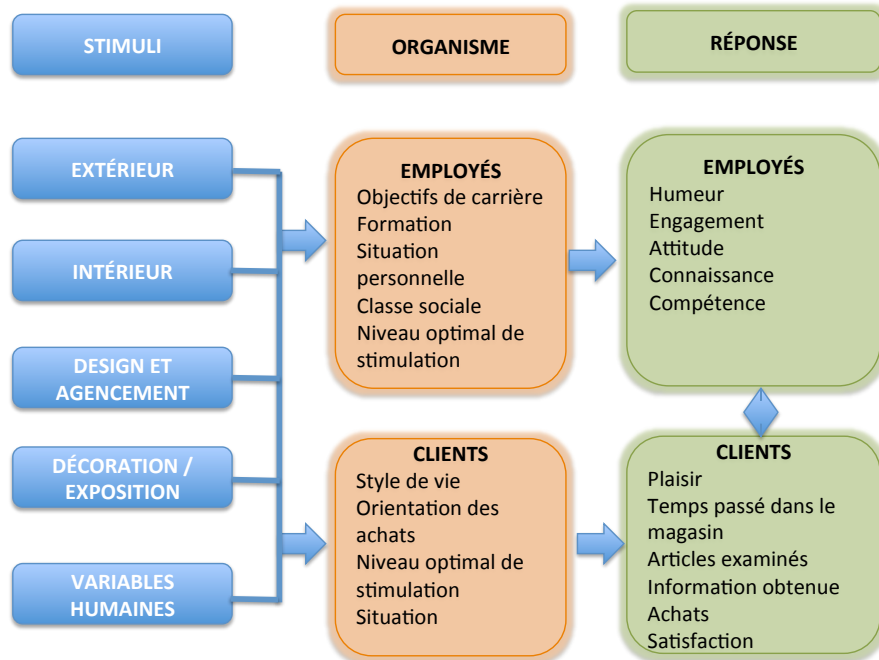 STIMULI
ORGANISME
RÉPONSE
EXTÉRIEUR
INTÉRIEUR
DESIGN ET
AGENCEMENT
DÉCORATION /
EXPOSITION
VARIABLES
HUMAINES
EMPLOYÉS
Objectifs de carrière
Formation
Situation
personnelle
Classe sociale
Niveau optimal de
stimulation
CLIENTS
Style de vie
Orientation des
achats
Niveau optimal de
stimulation
Situation
EMPLOYÉS
Humeur
Engagement
Attitude
Connaissance
Compétence
CLIENTS
Plaisir
Temps passé dans le
magasin
Articles examinés
Information obtenue
Achats
Satisfaction